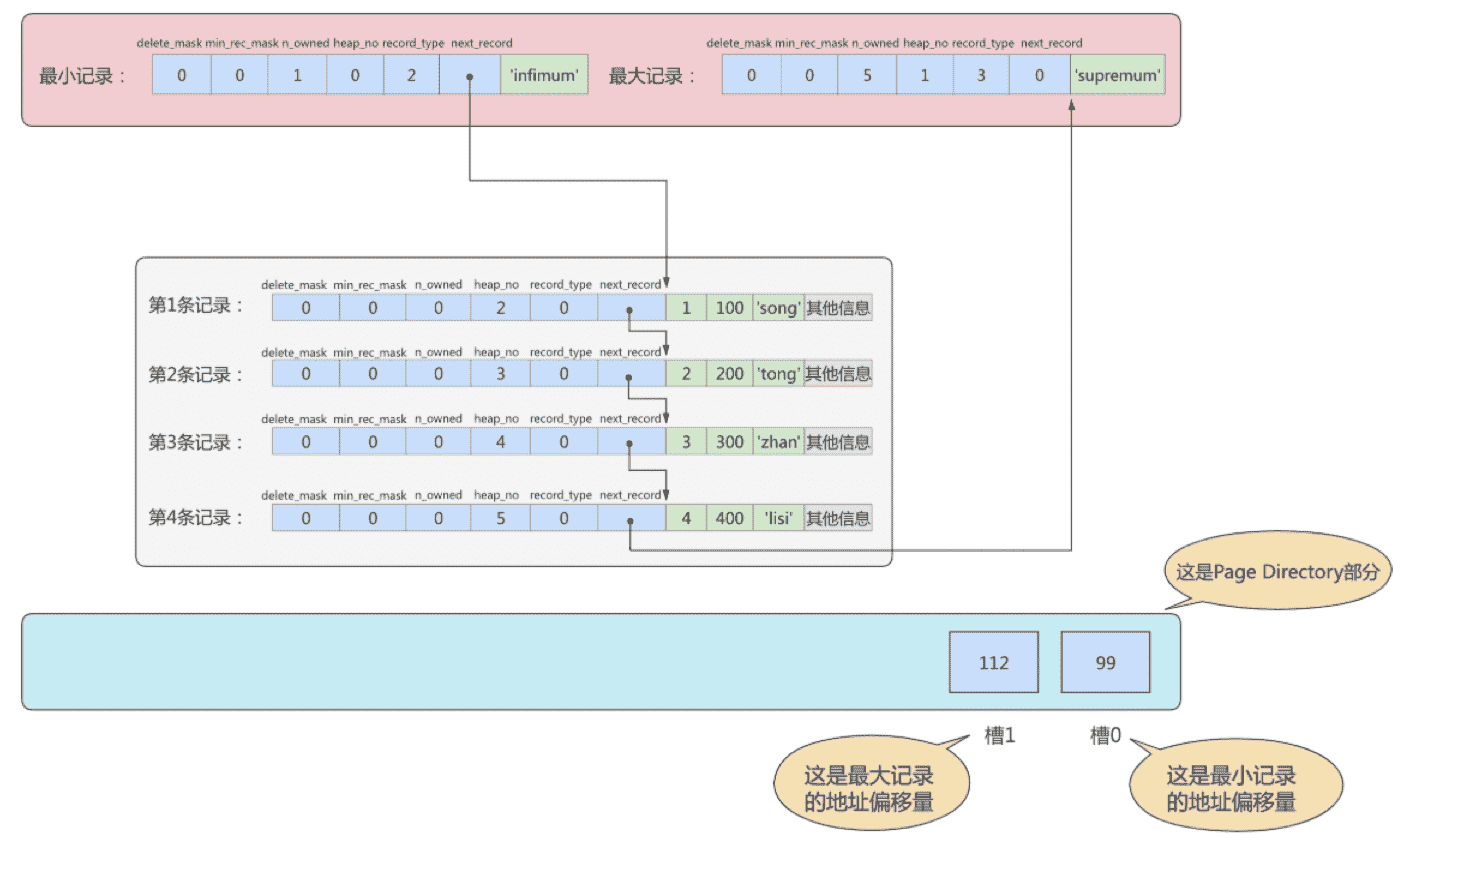 delete_mask min_rec_mask n_owned heap_no record_type next_record
最小记录： 0 0 1 0 2 'infimum'
delete_mask min_rec_mask n_owned heap_no record_type next_record
最大记录： 0 0 5 1 3 0 'supremum'
delete_mask min_rec_mask n_owned heap_no record_type next_record
第1条记录： 0 0 0 2 0 1 100 'song' 其他信息
delete_mask min_rec_mask n_owned heap_no record_type next_record
第2条记录： 0 0 0 3 0 2 200 'tong' 其他信息
delete_mask min_rec_mask n_owned heap_no record_type next_record
第3条记录： 0 0 0 4 0 3 300 'zhan' 其他信息
delete_mask min_rec_mask n_owned heap_no record_type next_record
第4条记录： 0 0 0 5 0 4 400 'lisi' 其他信息
这是Page Directory部分
112 99
槽1 槽0
这是最大记录
的地址偏移量
这是最小记录
的地址偏移量